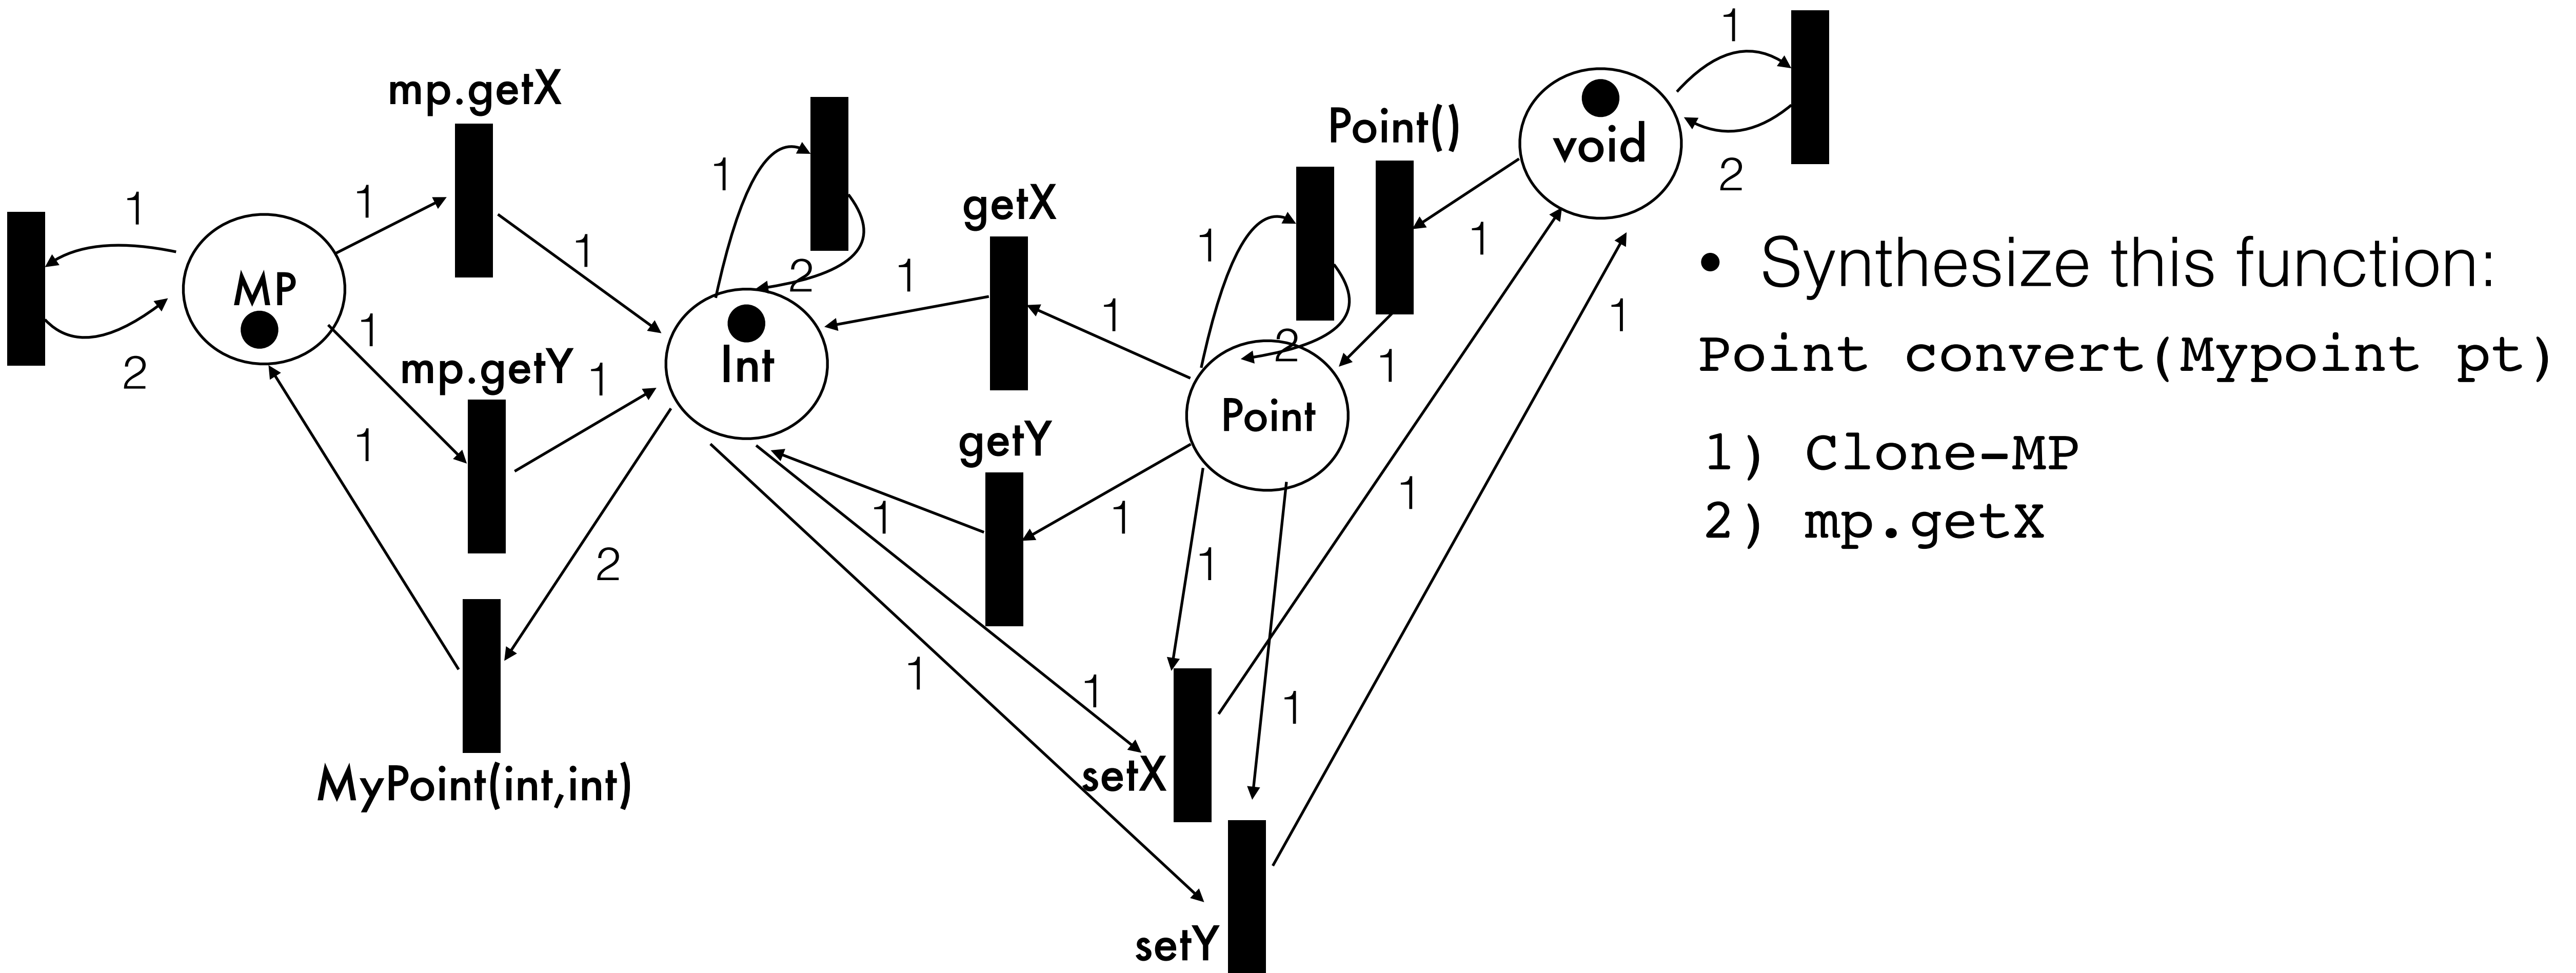 1
Point()
void
2
1
mp.getX
1
1
1
MP
2
1
1
2
getX
1
1
1
2
1
Int
mp.getY
1
1
1
2
MyPoint(int,int)
Point
getY
1
1
1
1
1
1
setX
setY
1
1
• Synthesize this function:
Point convert(Mypoint pt)
1) Clone-MP
2) mp.getX